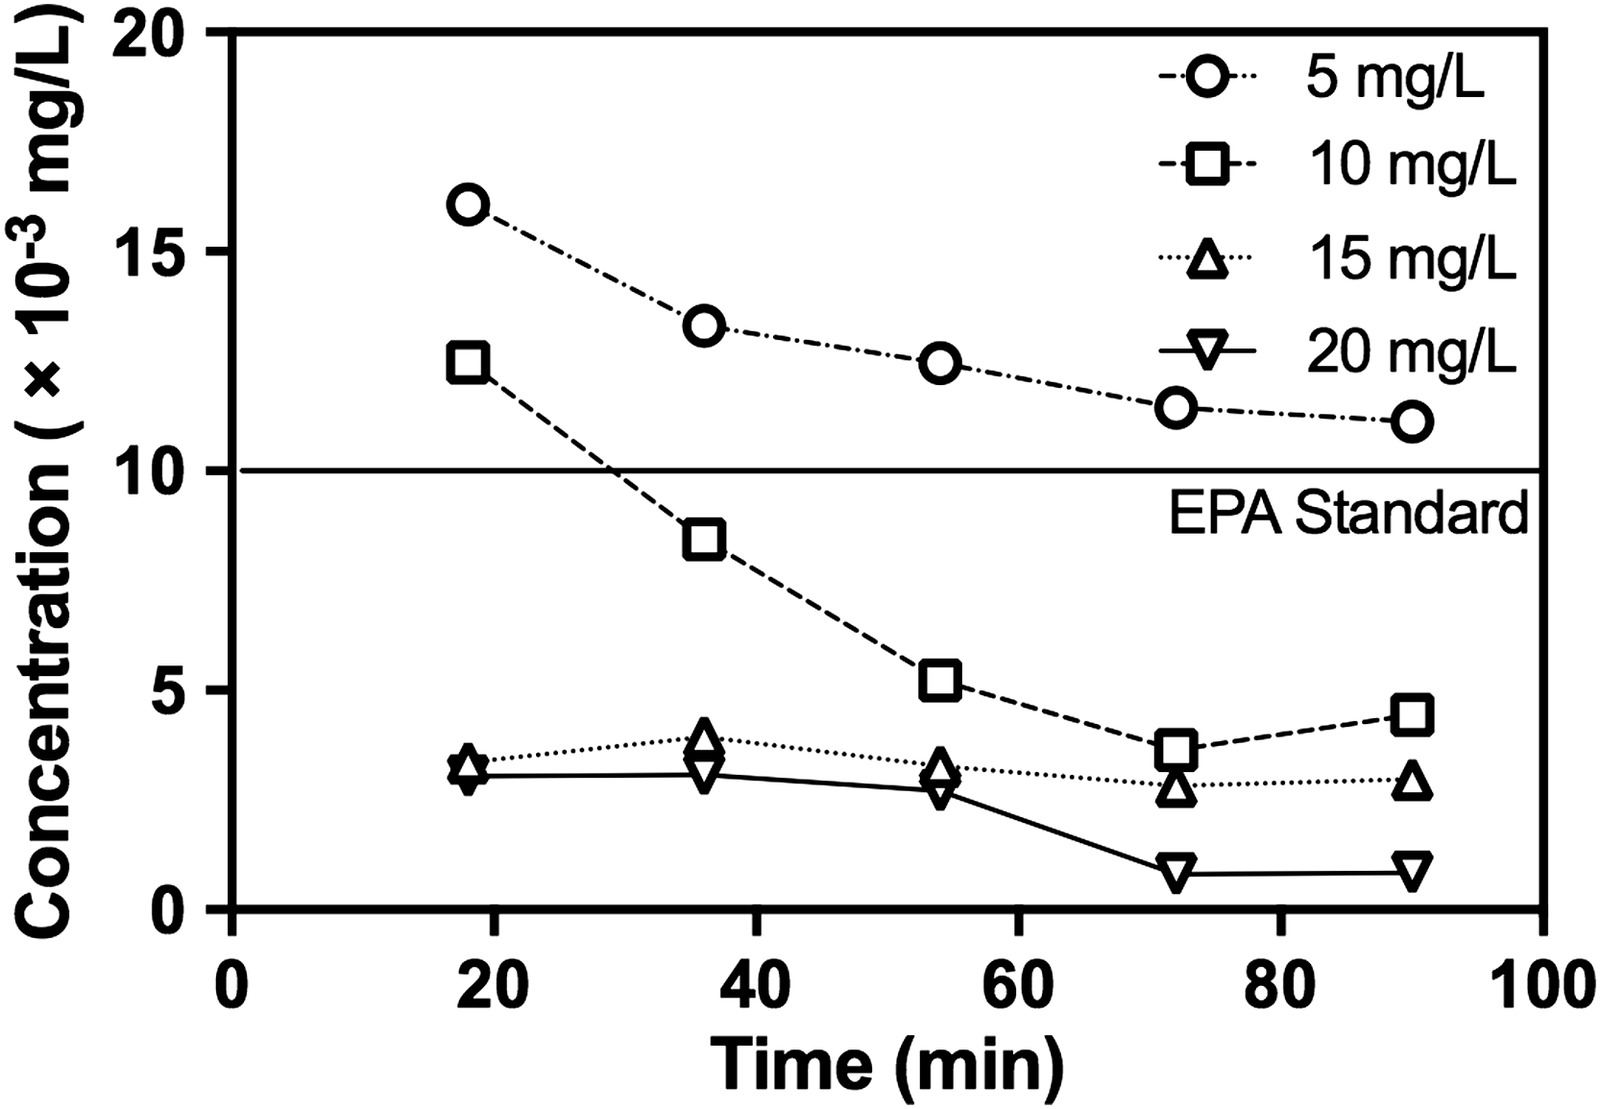 Concentration ( × 10⁻³ mg/L)
20
15
10
5
0
5 mg/L
10 mg/L
15 mg/L
20 mg/L
EPA Standard
0 20 40 60 80 100
Time (min)